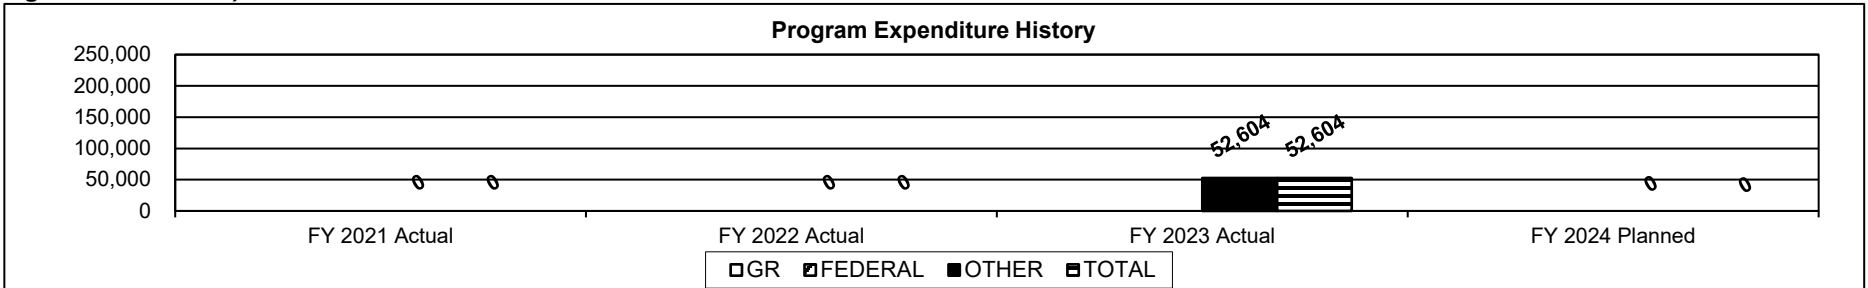 Program Expenditure History
250,000
200,000
150,000
100,000
50,000
0
0 0 0 0 52,604 52,604 0 0
FY 2021 Actual FY 2022 Actual FY 2023 Actual FY 2024 Planned
GR FEDERAL OTHER TOTAL